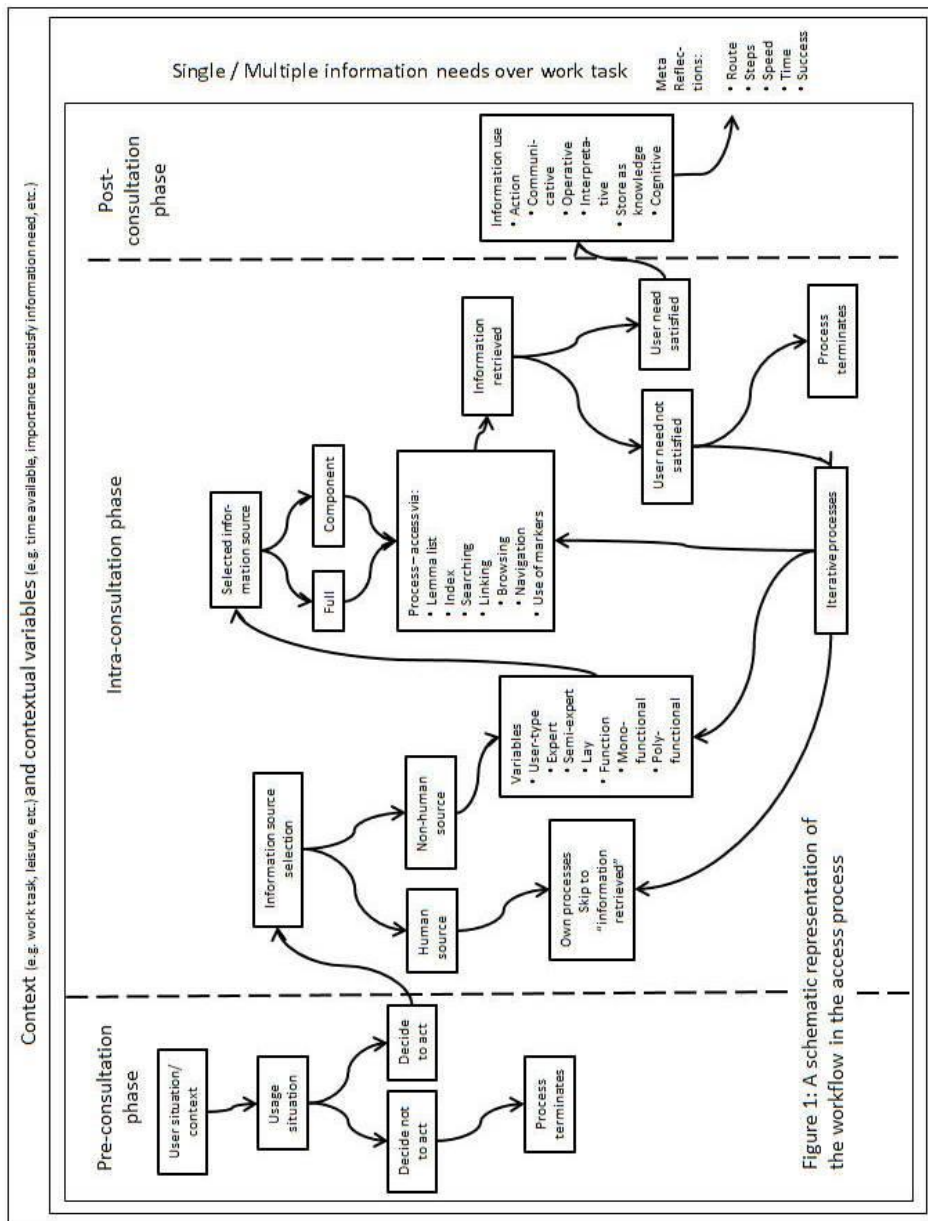 Context (e.g. work task, leisure, etc.) and contextual variables (e.g. time available, importance to satisfy information need, etc.)
Single / Multiple information needs over work task
Pre-consultation
phase
User situation/
context
Usage
situation
Decide not
to act
Decide
to act
Process
terminates
Intra-consultation phase
Information source
selection
Human
source
Non-human
source
Own processes
Skip to
“information
retrieved”
Variables
• User-type
• Expert
• Semi-expert
• Lay
• Function
• Mono-
functional
• Poly-
functional
Selected infor-
mation source
Full
Component
Process – access via:
• Lemma list
• Index
• Searching
• Linking
• Browsing
• Navigation
• Use of markers
Information
retrieved
User need not
satisfied
User need
satisfied
Process
terminates
Iterative processes
Post-
consultation
phase
Information use
• Action
• Communi-
cative
• Operative
• Interpreta-
tive
• Store as
knowledge
• Cognitive
Meta
Reflec-
tions:
• Route
• Steps
• Speed
• Time
• Success
Figure 1: A schematic representation of
the workflow in the access process